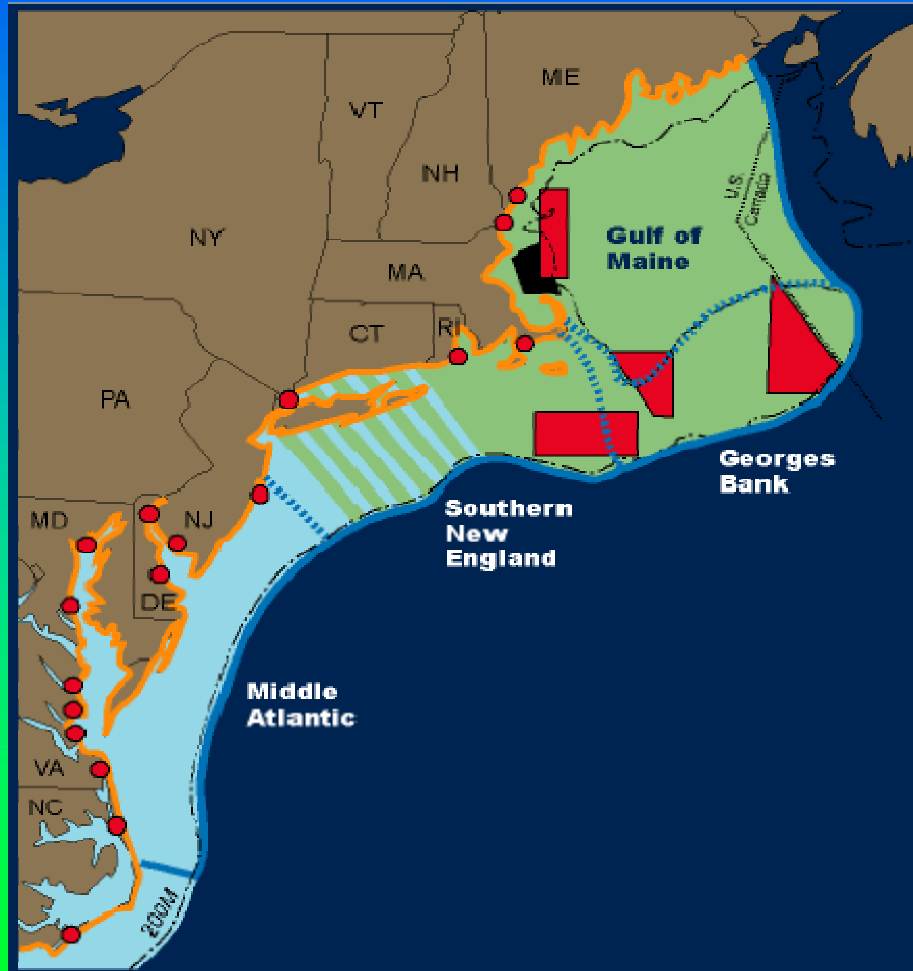 ME
VT
NH
NY
U.S.
Canada
Gulf of
Maine
MA
CT
RI
PA
Georges
Bank
Southern
New
England
MD
NJ
DE
Middle
Atlantic
VA
NC
200M